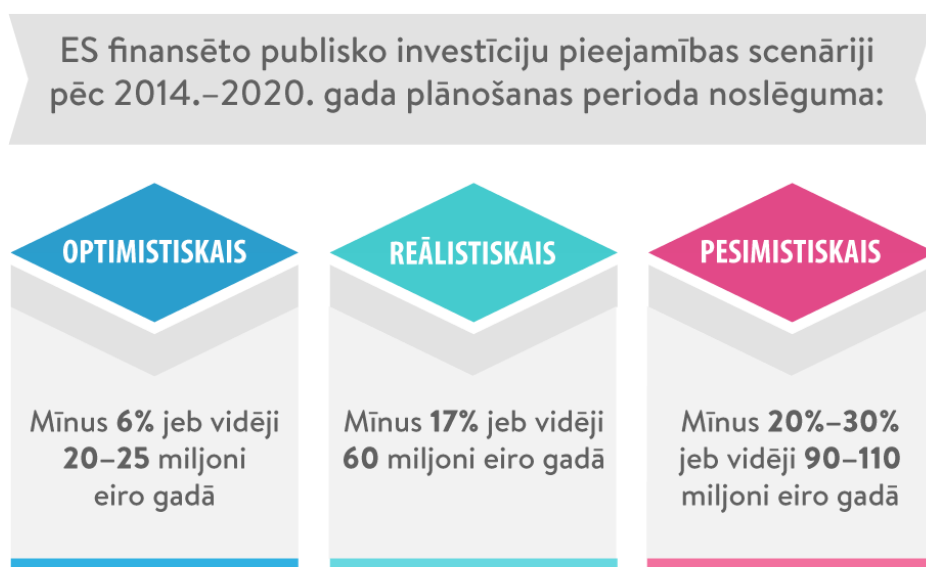 ES finansēto publisko investīciju pieejamības scenāriji
pēc 2014.–2020. gada plānošanas perioda noslēguma:
OPTIMISTISKAIS
Mīnus 6% jeb vidēji
20–25 miljoni
eiro gadā
REĀLISTISKAIS
Mīnus 17% jeb vidēji
60 miljoni eiro gadā
PESIMISTISKAIS
Mīnus 20%–30%
jeb vidēji 90–110
miljoni eiro gadā